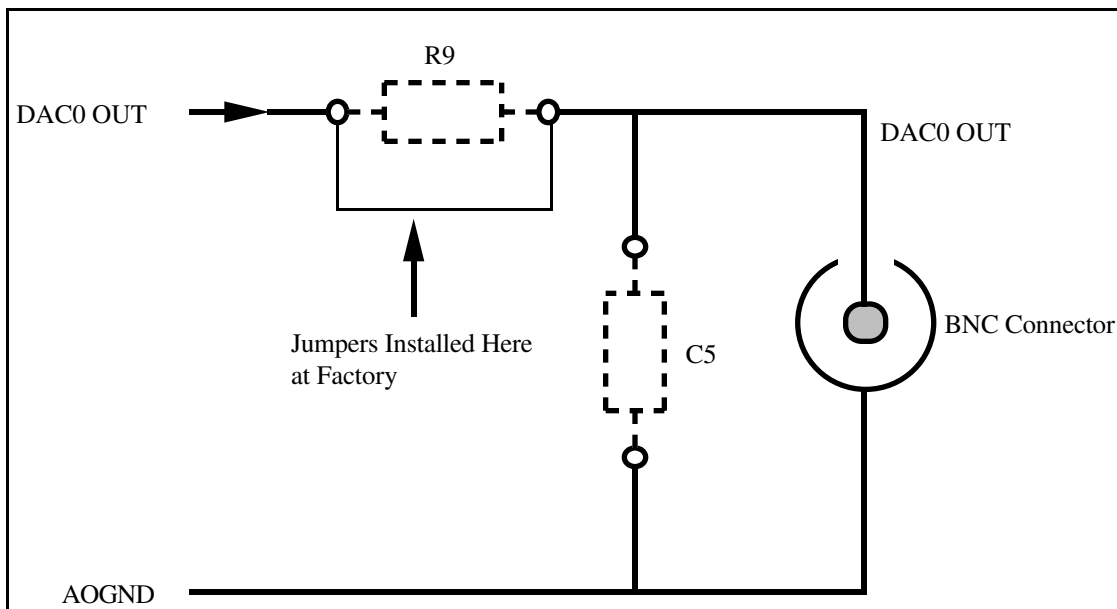 R9
DAC0 OUT
DAC0 OUT
Jumpers Installed Here
at Factory
C5
BNC Connector
AOGND